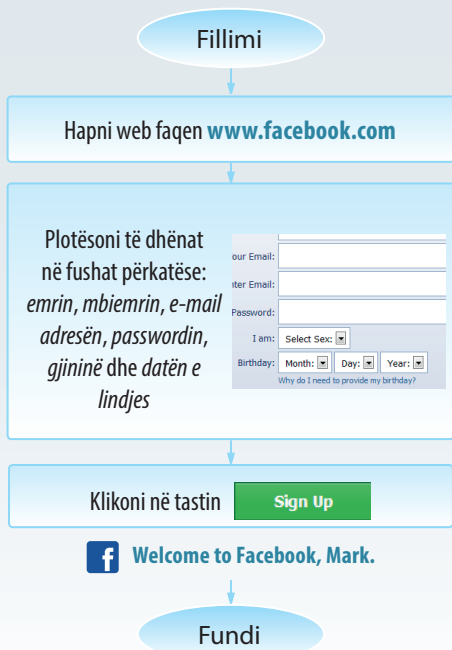 Fillimi
Hapni web faqen www.facebook.com
Plotësoni të dhënat
në fushat përkatëse:
emrin, mbiemrin, e-mail
adresën, passwordin,
gjininë dhe datën e
lindjes
our Email:
nter Email:
Password:
I am: Select Sex:
Birthday: Month: Day: Year:
Why do I need to provide my birthday?
Klikoni në tastin Sign Up
f Welcome to Facebook, Mark.
Fundi